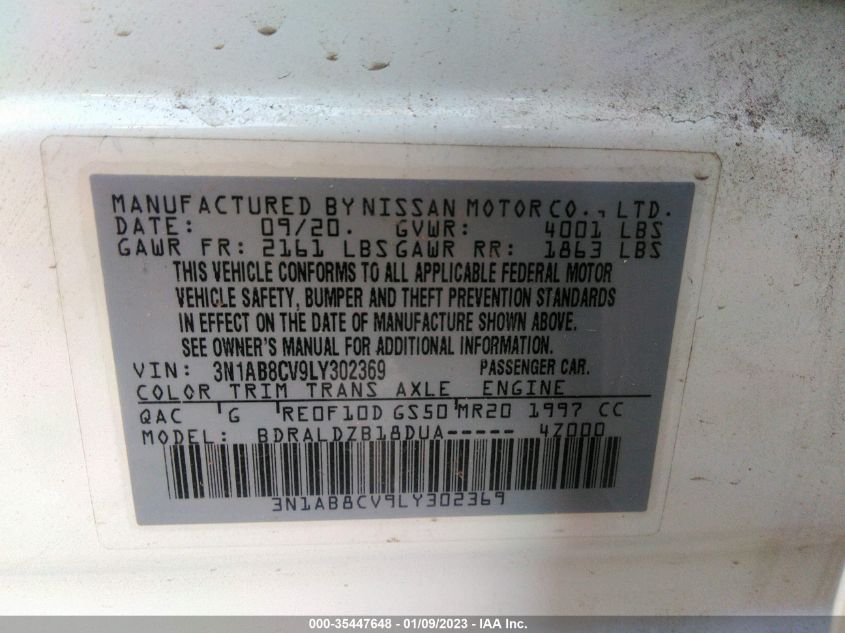 MANUFACTURED BY NISSAN MOTOR CO., LTD.
DATE: 09/20. GVWR: 4001 LBS
GAWR FR: 2161 LBS GAWR RR: 1863 LBS
THIS VEHICLE CONFORMS TO ALL APPLICABLE FEDERAL MOTOR
VEHICLE SAFETY, BUMPER AND THEFT PREVENTION STANDARDS
IN EFFECT ON THE DATE OF MANUFACTURE SHOWN ABOVE.
SEE OWNER'S MANUAL FOR ADDITIONAL INFORMATION.
VIN: 3N1AB8CV9LY302369 PASSENGER CAR.
COLOR TRIM TRANS AXLE ENGINE
QAC G RE0F10D GS50 MR20 1997 CC
MODEL: BDRALDZB18DUA----- 4Z000
3N1AB8CV9LY302369
000-35447648 - 01/09/2023 - IAA Inc.